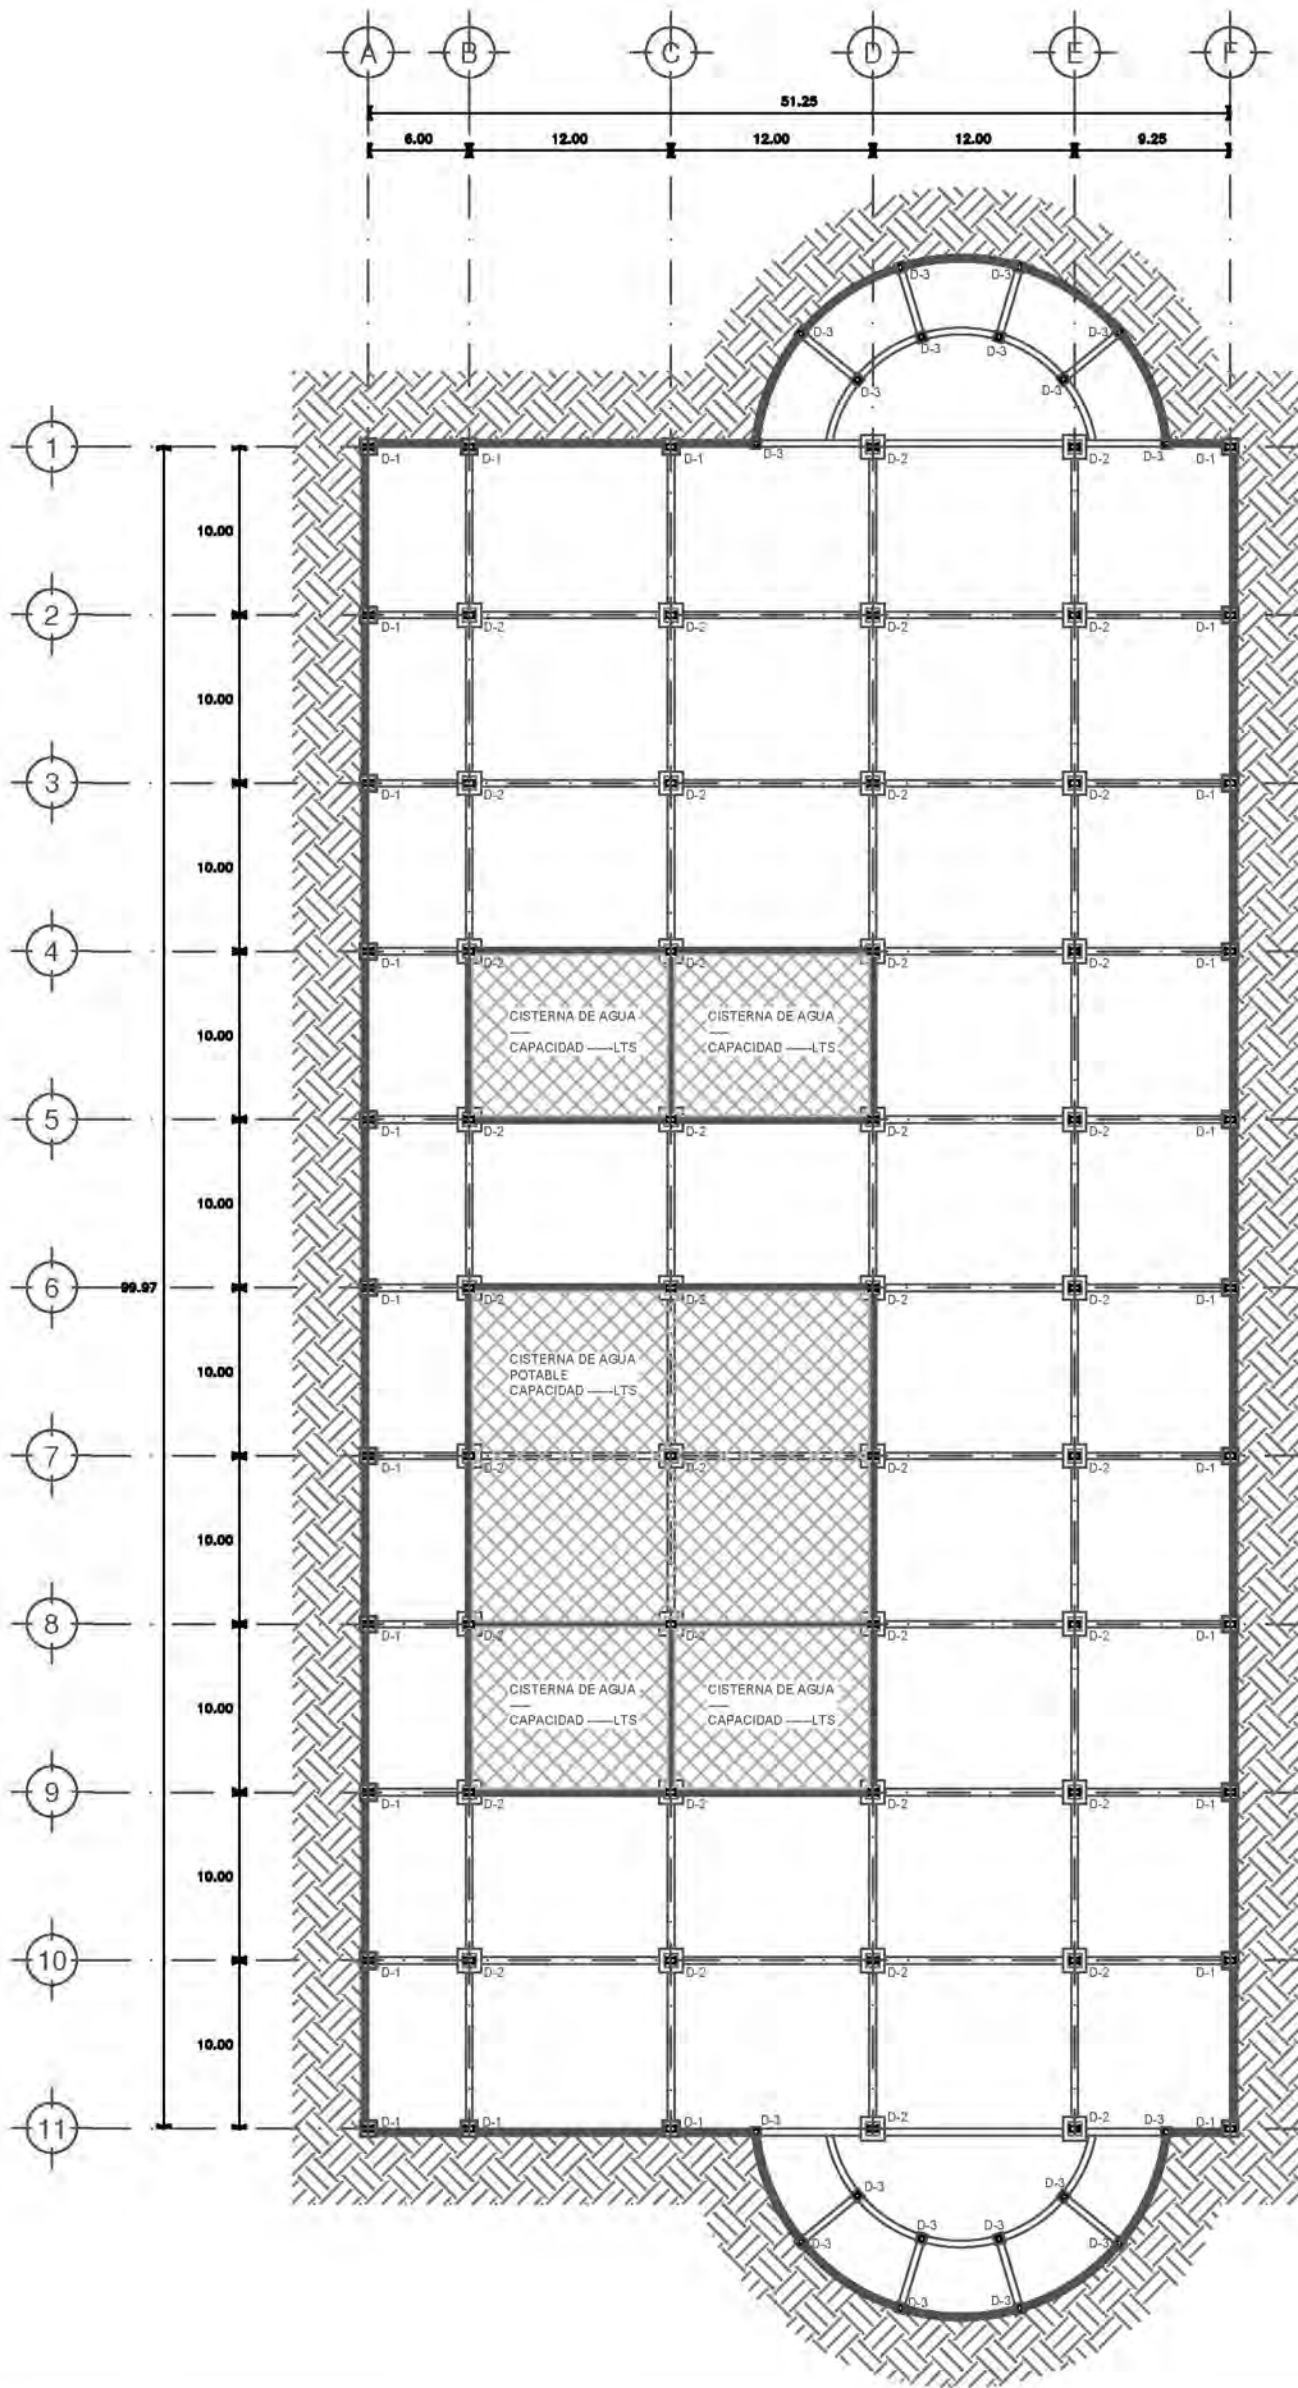 A B C D E F
51.25
6.00 12.00 12.00 12.00 9.25
D-3 D-3
D-3 D-3 D-3 D-3
D-3 D-3
1
D-1 D-1 D-1 D-3 D-2 D-2 D-3 D-1
10.00
2
D-1 D-2 D-2 D-2 D-2 D-1
10.00
3
D-1 D-2 D-2 D-2 D-2 D-1
10.00
4
D-1 D-2 D-2 D-2 D-2 D-1
CISTERNA DE AGUA
CAPACIDAD -----LTS
CISTERNA DE AGUA
CAPACIDAD -----LTS
10.00
5
D-1 D-2 D-2 D-2 D-2 D-1
10.00
6
99.97
D-1 D-2 D-3 D-2 D-2 D-1
CISTERNA DE AGUA
POTABLE
CAPACIDAD -----LTS
10.00
7
D-1 D-2 D-2 D-2 D-2 D-1
10.00
8
D-1 D-2 D-2 D-2 D-2 D-1
CISTERNA DE AGUA
CAPACIDAD -----LTS
CISTERNA DE AGUA
CAPACIDAD -----LTS
10.00
9
D-1 D-2 D-2 D-2 D-2 D-1
10.00
10
D-1 D-2 D-2 D-2 D-2 D-1
10.00
11
D-1 D-1 D-1 D-3 D-2 D-2 D-3 D-1
D-3 D-3
D-3 D-3 D-3 D-3
D-3 D-3